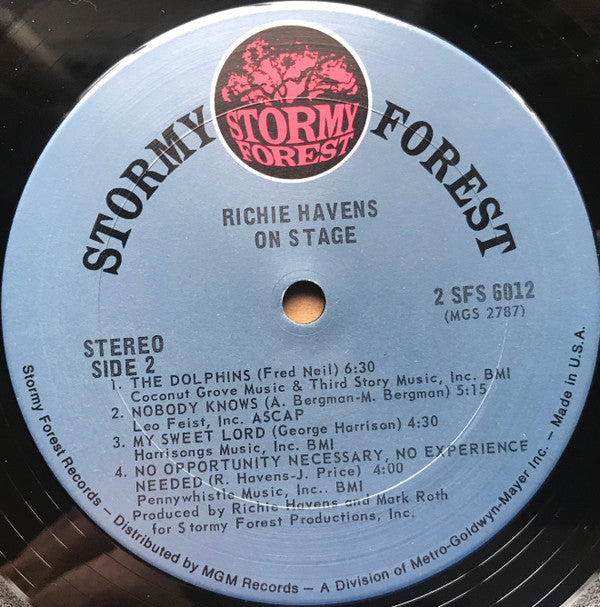 STORMY FOREST
STORMY
FOREST
RICHIE HAVENS
ON STAGE
2 SFS 6012
(MGS 2787)
STEREO
SIDE 2
1. THE DOLPHINS (Fred Neil) 6:30
Coconut Grove Music & Third Story Music, Inc. BMI
2. NOBODY KNOWS (A. Bergman-M. Bergman) 5:15
Leo Feist, Inc. ASCAP
3. MY SWEET LORD (George Harrison) 4:30
Harrisongs Music, Inc. BMI
4. NO OPPORTUNITY NECESSARY, NO EXPERIENCE
NEEDED (R. Havens-J. Price) 4:00
Pennywhistle Music, Inc.. BMI
Produced by Richie Havens and Mark Roth
for Stormy Forest Productions, Inc.
Stormy Forest Records - Distributed by MGM Records - A Division of Metro-Goldwyn-Mayer Inc. - Made in U.S.A.